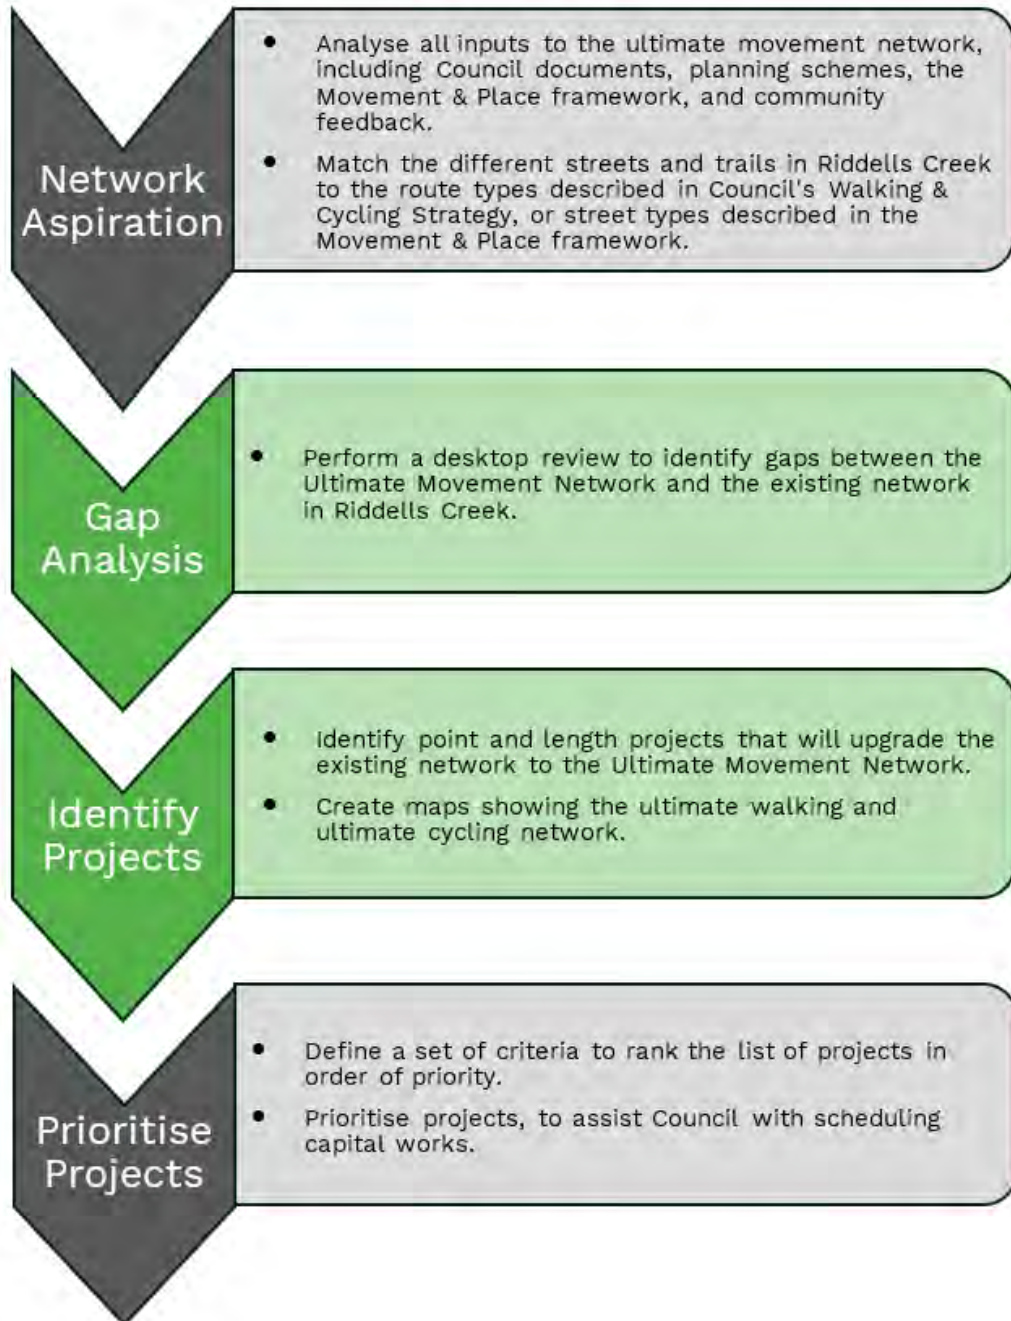 Network
Aspiration
• Analyse all inputs to the ultimate movement network,
including Council documents, planning schemes, the
Movement & Place framework, and community
feedback.
• Match the different streets and trails in Riddells Creek
to the route types described in Council's Walking &
Cycling Strategy, or street types described in the
Movement & Place framework.
Gap
Analysis
• Perform a desktop review to identify gaps between the
Ultimate Movement Network and the existing network
in Riddells Creek.
Identify
Projects
• Identify point and length projects that will upgrade the
existing network to the Ultimate Movement Network.
• Create maps showing the ultimate walking and
ultimate cycling network.
Prioritise
Projects
• Define a set of criteria to rank the list of projects in
order of priority.
• Prioritise projects, to assist Council with scheduling
capital works.